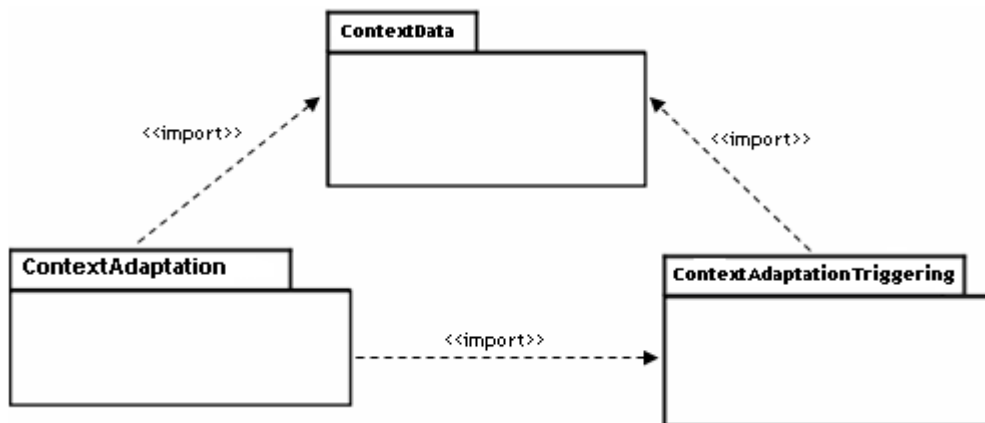 ContextData
<<import>>
<<import>>
ContextAdaptation
ContextAdaptationTriggering
<<import>>